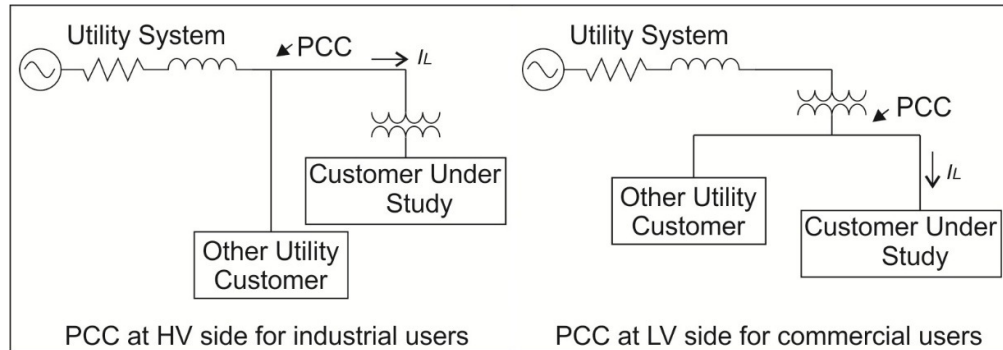 Utility System
PCC
IL
Customer Under
Study
Other Utility
Customer
PCC at HV side for industrial users
Utility System
PCC
IL
Other Utility
Customer
Customer Under
Study
PCC at LV side for commercial users